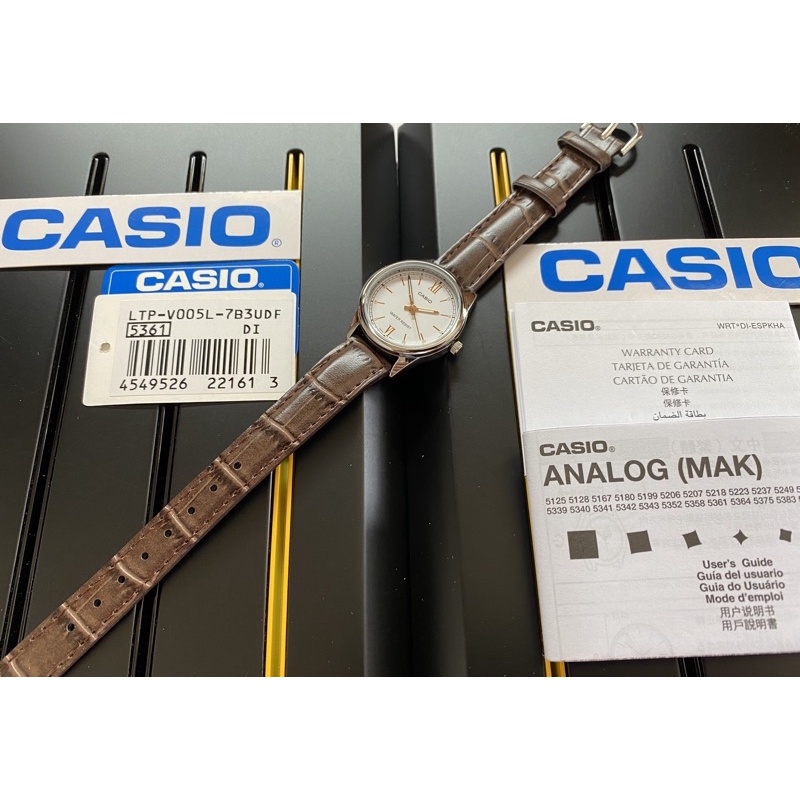 CASIO®
CASIO®
LTP-V005L-7B3UDF
5361 DI
4549526 22161 3
CASIO
WATER RESIST
CASIO
CASIO® WRT*DI-ESPKHA
WARRANTY CARD
TARJETA DE GARANTÍA
CARTÃO DE GARANTIA
保修卡
保修卡
بطاقة الضمان
CASIO®
ANALOG (MAK)
5125 5128 5167 5180 5199 5206 5207 5218 5223 5237 5249
5339 5340 5341 5342 5343 5352 5358 5361 5364 5375 5383
User's Guide
Guía del usuario
Guia do Usuário
Mode d'emploi
用户说明书
用戶說明書